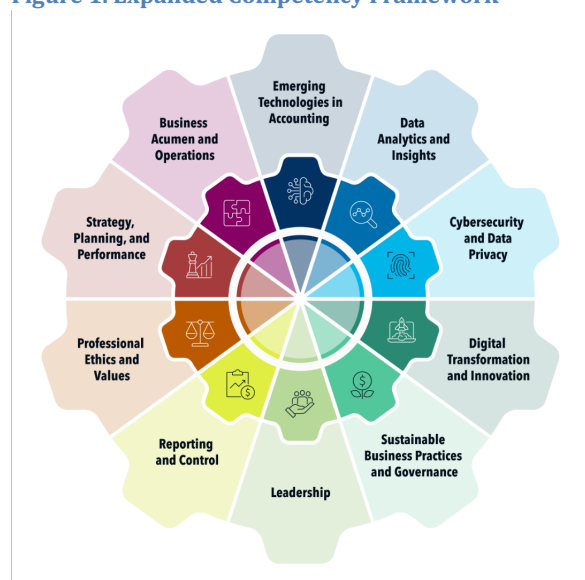 Figure 1. Expanded Competency Framework
Emerging
Technologies in
Accounting
Data
Analytics and
Insights
Cybersecurity
and Data
Privacy
Digital
Transformation
and Innovation
Sustainable
Business Practices
and Governance
Leadership
Reporting
and Control
Professional
Ethics and
Values
Strategy,
Planning, and
Performance
Business
Acumen and
Operations